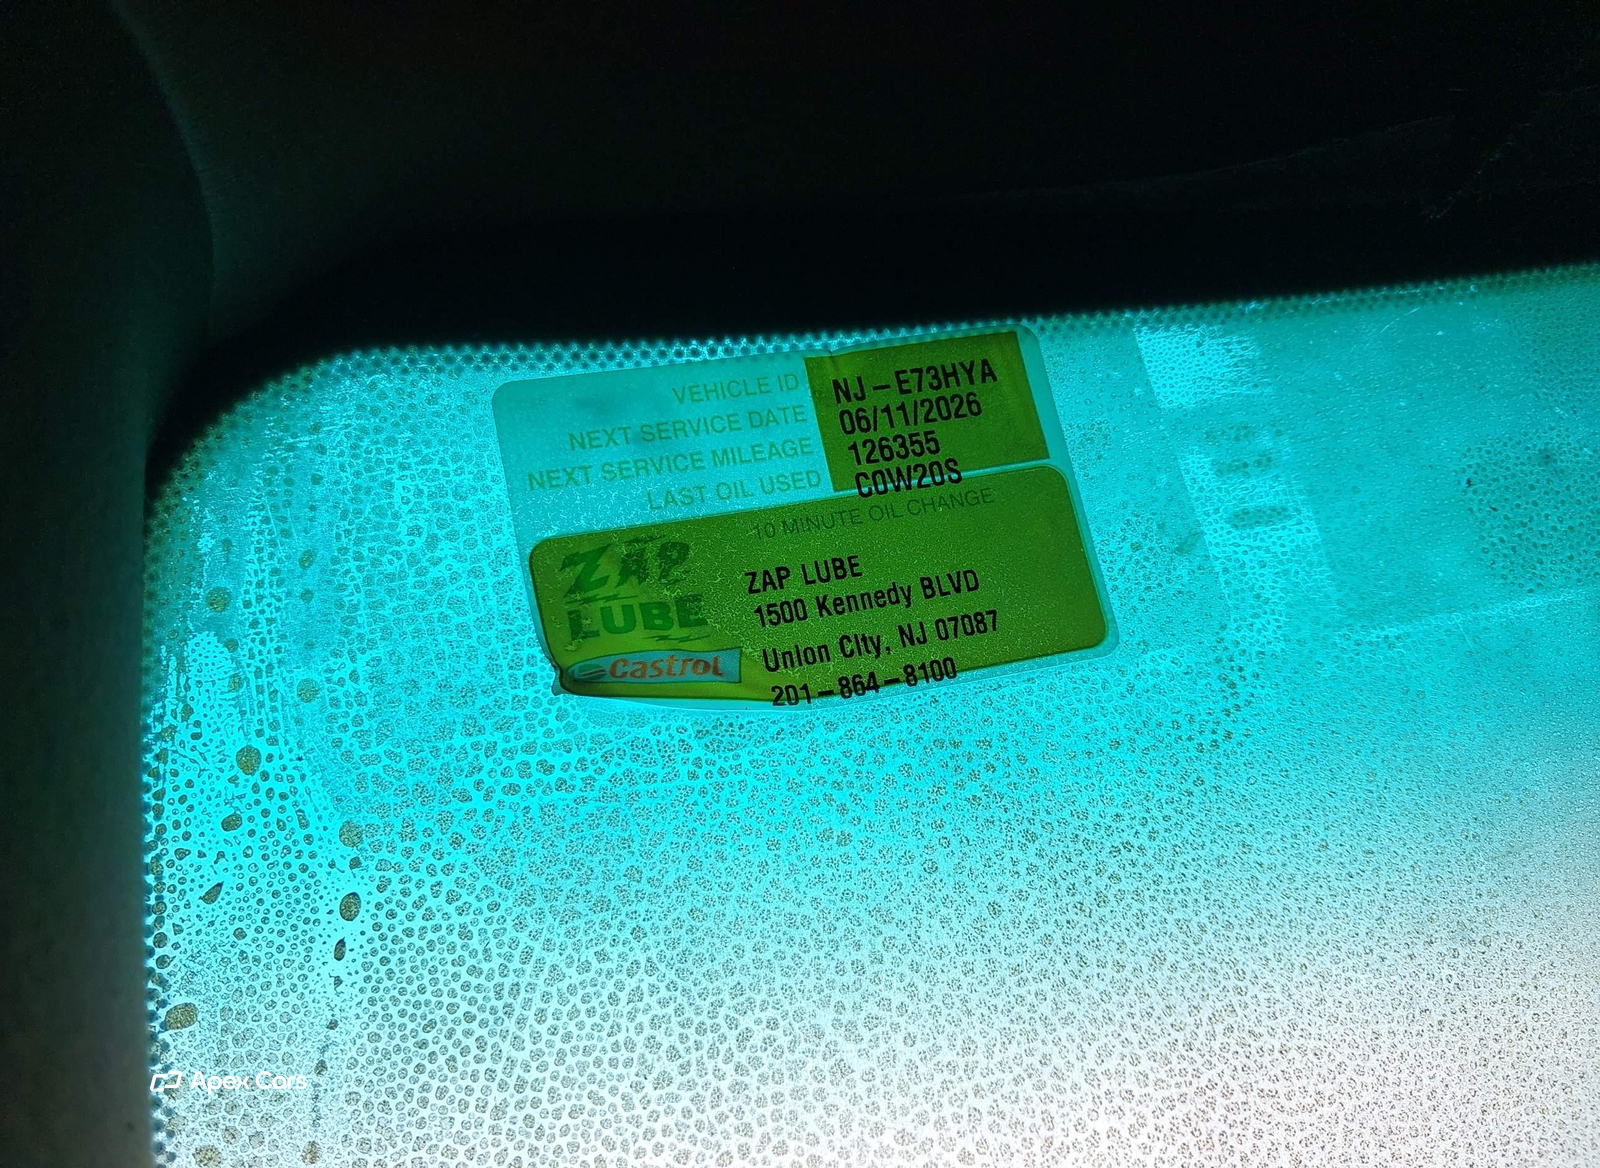 VEHICLE ID NJ-E73HYA
NEXT SERVICE DATE 06/11/2026
NEXT SERVICE MILEAGE 126355
LAST OIL USED C0W20S
10 MINUTE OIL CHANGE
ZAP
LUBE
Castrol
ZAP LUBE
1500 Kennedy BLVD
Union City, NJ 07087
201-864-8100
Apex Cars